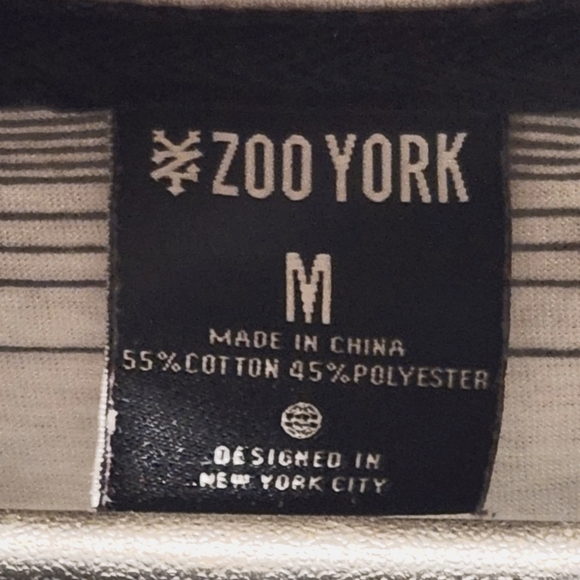 ZOO YORK
M
MADE IN CHINA
55%COTTON 45%POLYESTER
DESIGNED IN
NEW YORK CITY